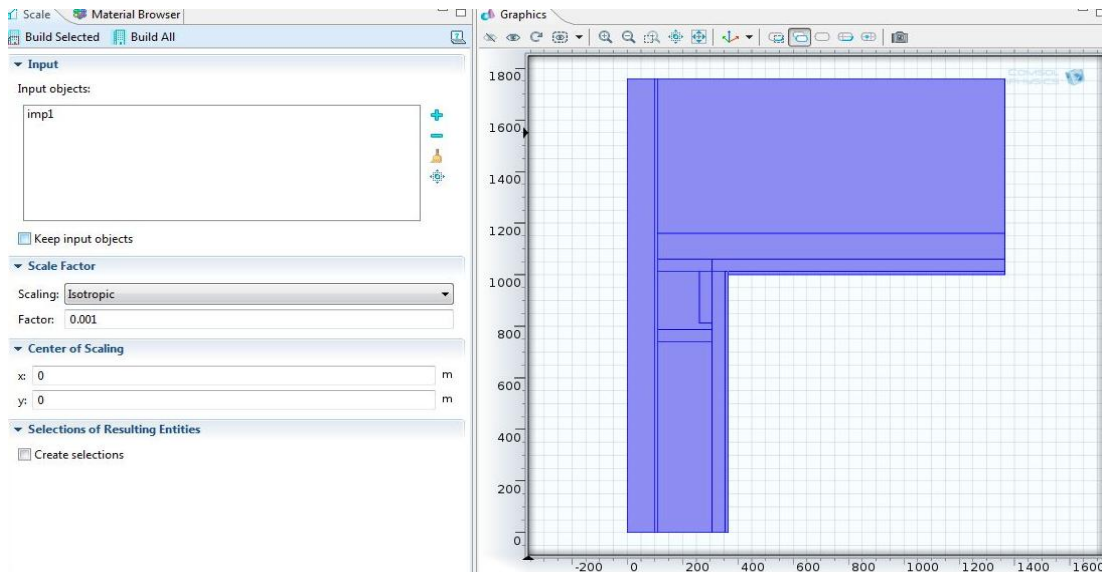 Scale Material Browser
Build Selected Build All
Input
Input objects:
imp1
Keep input objects
Scale Factor
Scaling: Isotropic
Factor: 0.001
Center of Scaling
x: 0 m
y: 0 m
Selections of Resulting Entities
Create selections
Graphics
1800
1600
1400
1200
1000
800
600
400
200
0
-200 0 200 400 600 800 1000 1200 1400 1600